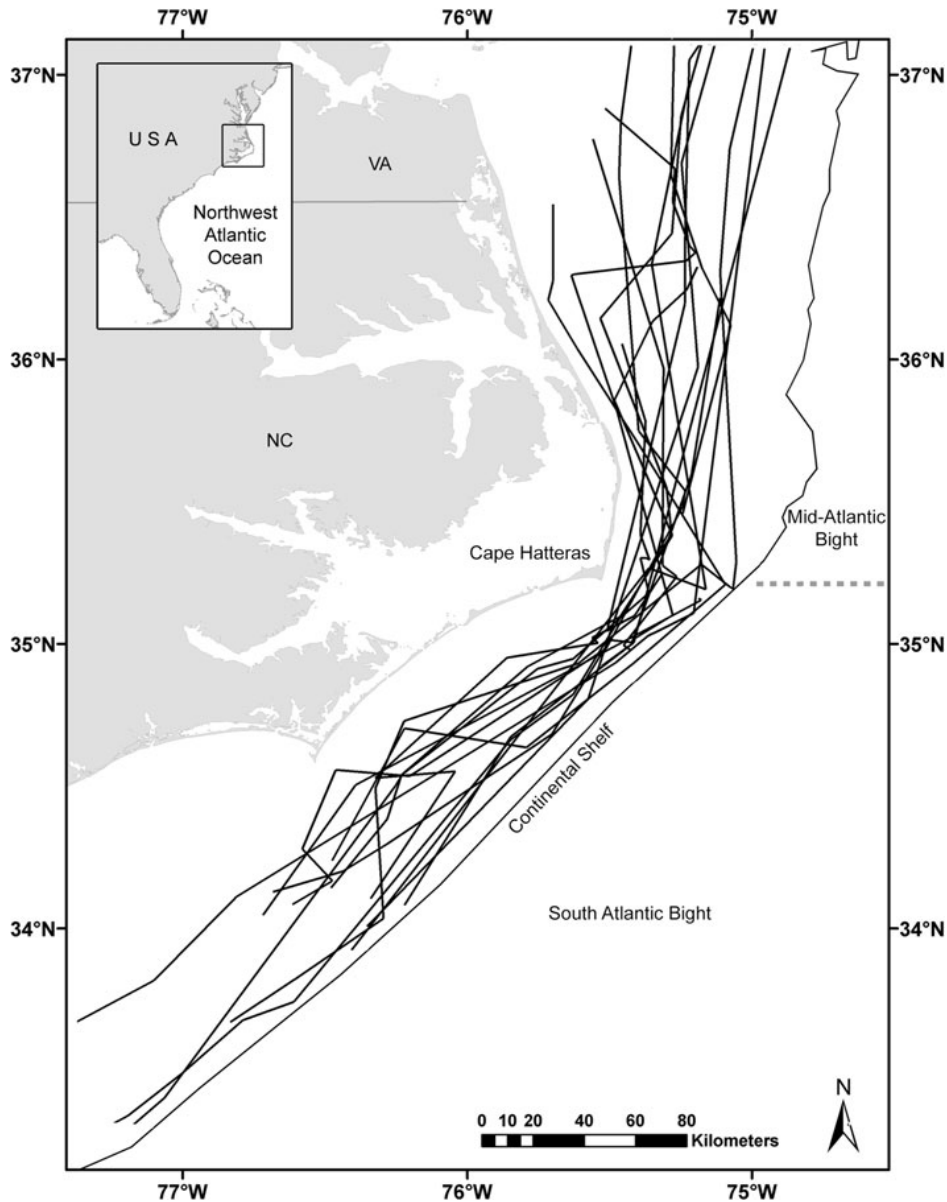 77°W 76°W 75°W
37°N 37°N
U S A
VA
Northwest
Atlantic
Ocean
36°N 36°N
NC
Mid-Atlantic
Bight
Cape Hatteras
35°N 35°N
Continental Shelf
South Atlantic Bight
34°N 34°N
N
0 10 20 40 60 80
Kilometers
77°W 76°W 75°W